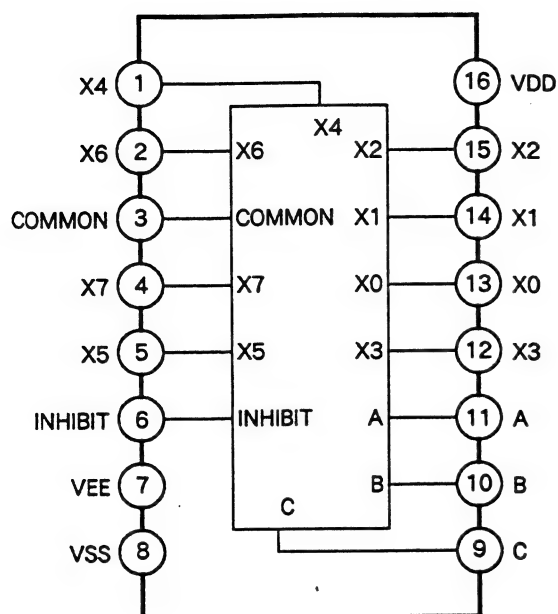 X4 1 16 VDD
X4
X6 2 X6 X2 15 X2
COMMON 3 COMMON X1 14 X1
X7 4 X7 X0 13 X0
X5 5 X5 X3 12 X3
INHIBIT 6 INHIBIT A 11 A
VEE 7 B 10 B
C
VSS 8 9 C